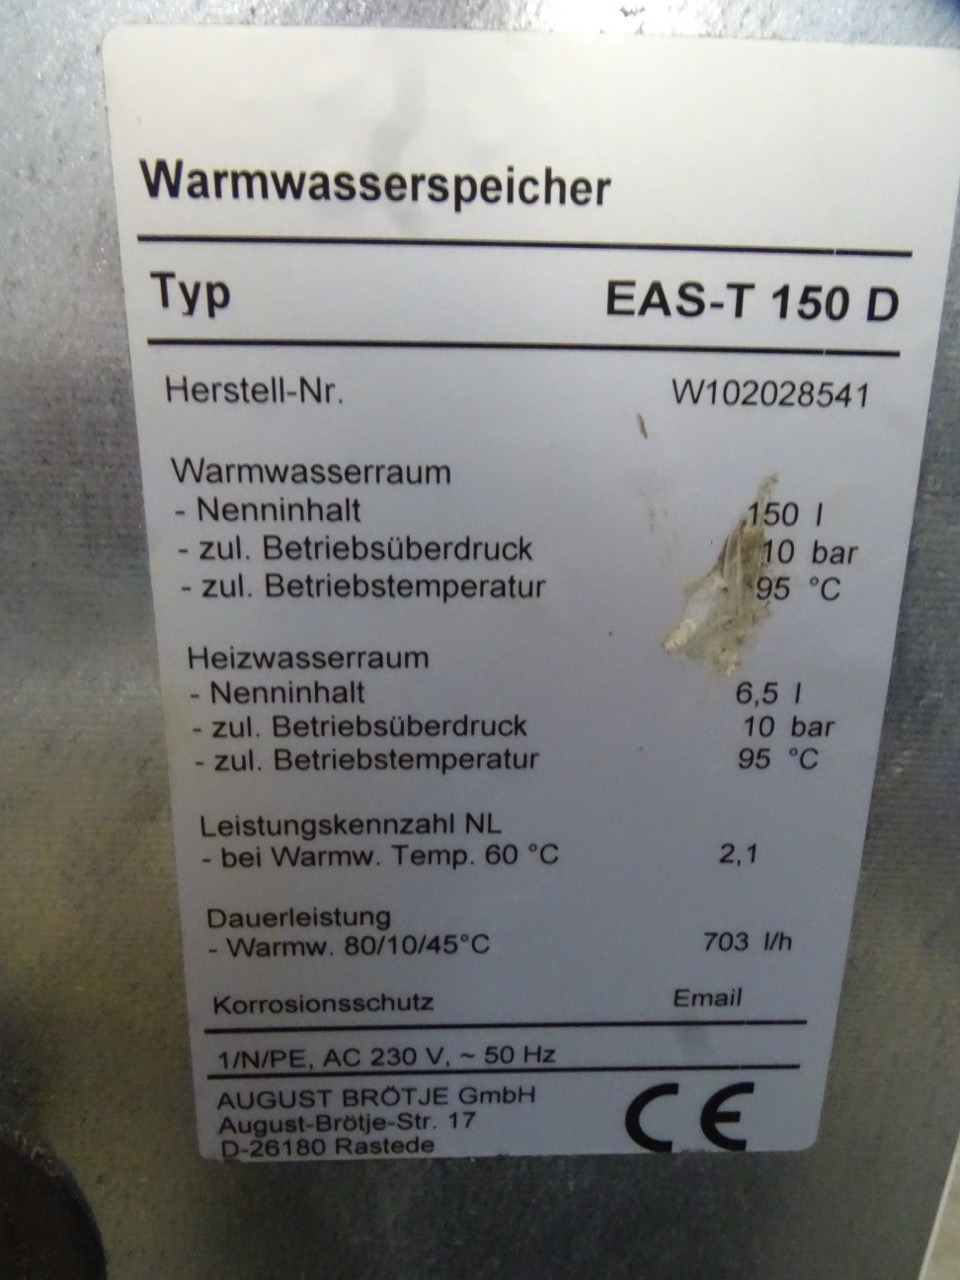 Warmwasserspeicher
Typ EAS-T 150 D
Herstell-Nr. W102028541
Warmwasserraum
- Nenninhalt 150 l
- zul. Betriebsüberdruck 10 bar
- zul. Betriebstemperatur 95 °C
Heizwasserraum
- Nenninhalt 6,5 l
- zul. Betriebsüberdruck 10 bar
- zul. Betriebstemperatur 95 °C
Leistungskennzahl NL
- bei Warmw. Temp. 60 °C 2,1
Dauerleistung
- Warmw. 80/10/45°C 703 l/h
Korrosionsschutz Email
1/N/PE, AC 230 V, ~ 50 Hz
AUGUST BRÖTJE GmbH
August-Brötje-Str. 17
D-26180 Rastede
CE